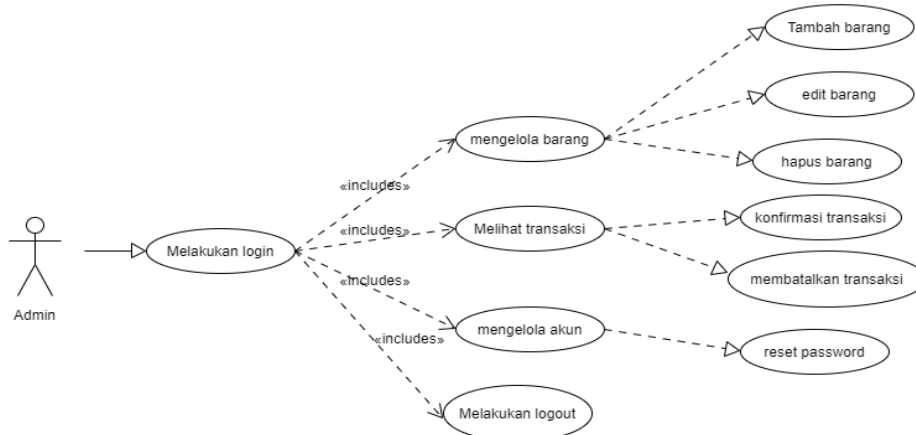 Tambah barang
edit barang
mengelola barang
hapus barang
«includes»
konfirmasi transaksi
«includes»
Melihat transaksi
Melakukan login
«includes»
membatalkan transaksi
Admin
«includes»
mengelola akun
reset password
Melakukan logout